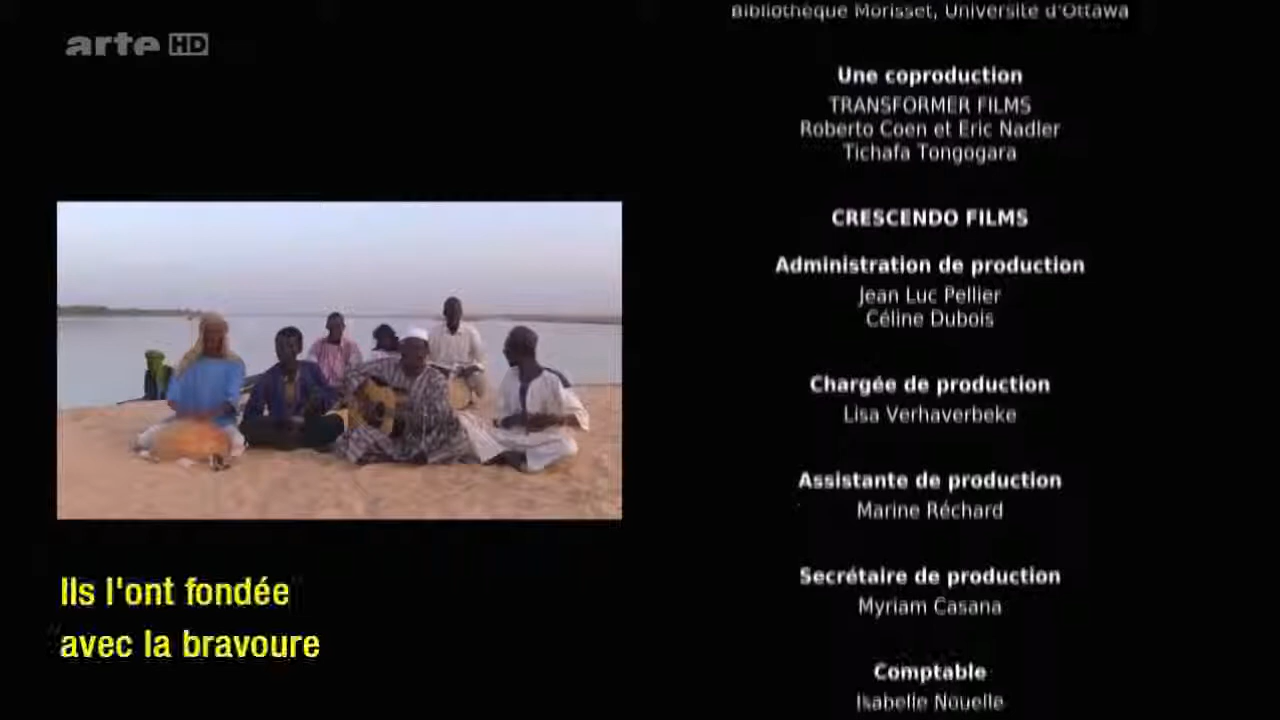 arte HD
Bibliothèque Morisset, Université d'Ottawa
Une coproduction
TRANSFORMER FILMS
Roberto Coen et Eric Nadler
Tichafa Tongogara
CRESCENDO FILMS
Administration de production
Jean Luc Pellier
Céline Dubois
Chargée de production
Lisa Verhaverbeke
Assistante de production
Marine Réchard
Secrétaire de production
Myriam Casana
Comptable
Isabelle Nouelle
Ils l'ont fondée
avec la bravoure